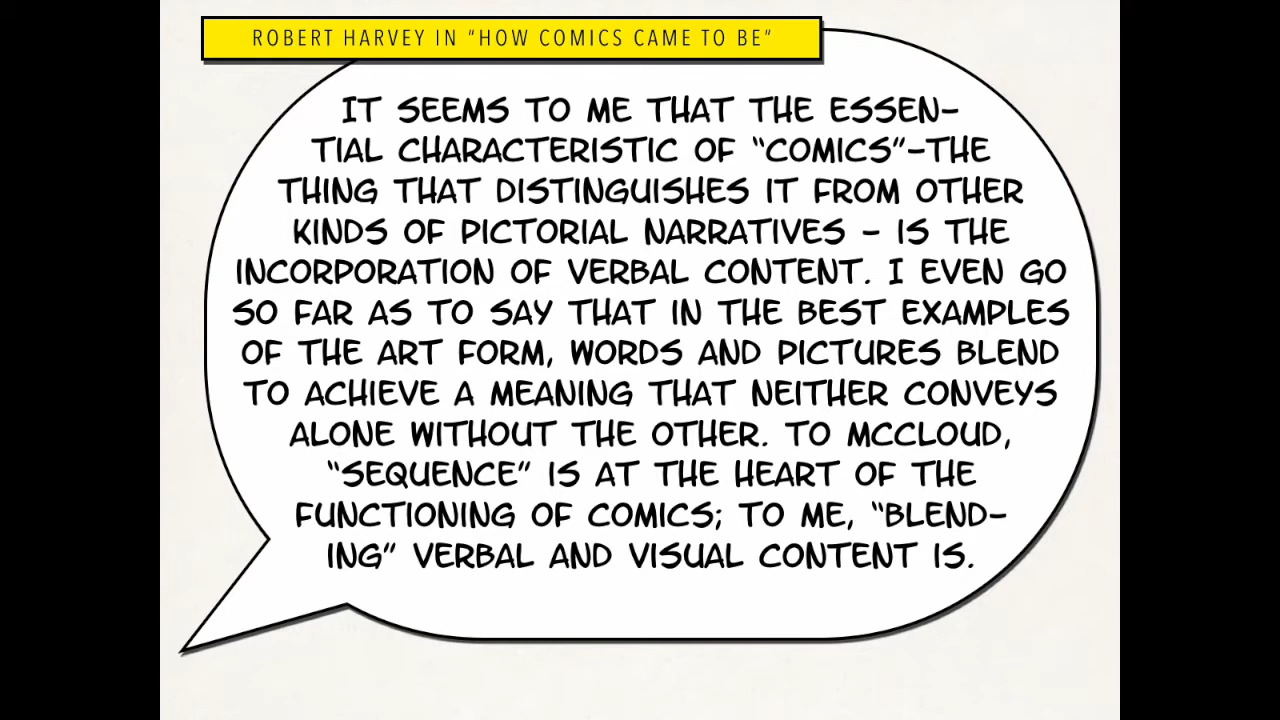 ROBERT HARVEY IN "HOW COMICS CAME TO BE"
IT SEEMS TO ME THAT THE ESSEN-
TIAL CHARACTERISTIC OF "COMICS"-THE
THING THAT DISTINGUISHES IT FROM OTHER
KINDS OF PICTORIAL NARRATIVES - IS THE
INCORPORATION OF VERBAL CONTENT. I EVEN GO
SO FAR AS TO SAY THAT IN THE BEST EXAMPLES
OF THE ART FORM, WORDS AND PICTURES BLEND
TO ACHIEVE A MEANING THAT NEITHER CONVEYS
ALONE WITHOUT THE OTHER. TO MCCLOUD,
"SEQUENCE" IS AT THE HEART OF THE
FUNCTIONING OF COMICS; TO ME, "BLEND-
ING" VERBAL AND VISUAL CONTENT IS.